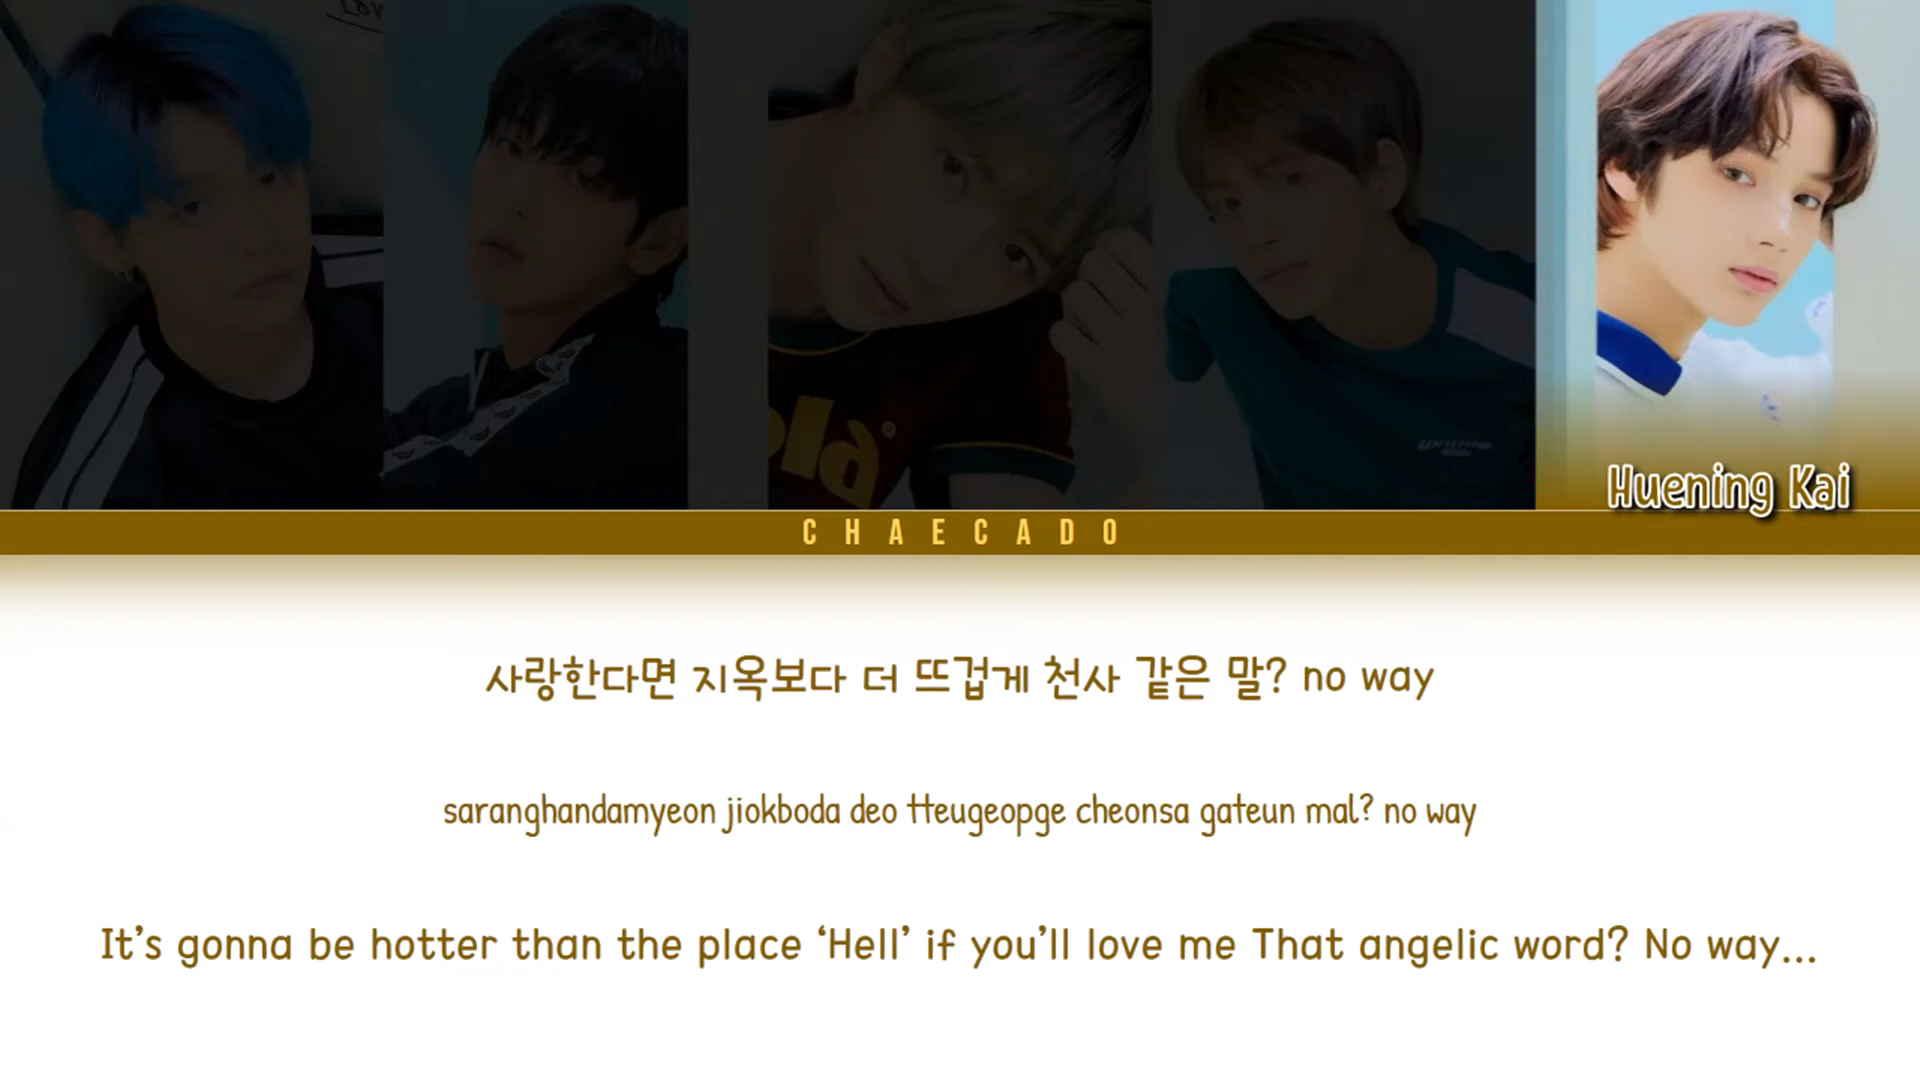 Lov
ola®
Huening Kai
CHAECADO
사랑한다면 지옥보다 더 뜨겁게 천사 같은 말? no way
saranghandamyeon jiokboda deo tteugeopge cheonsa gateun mal? no way
It's gonna be hotter than the place ‘Hell’ if you'll love me That angelic word? No way...